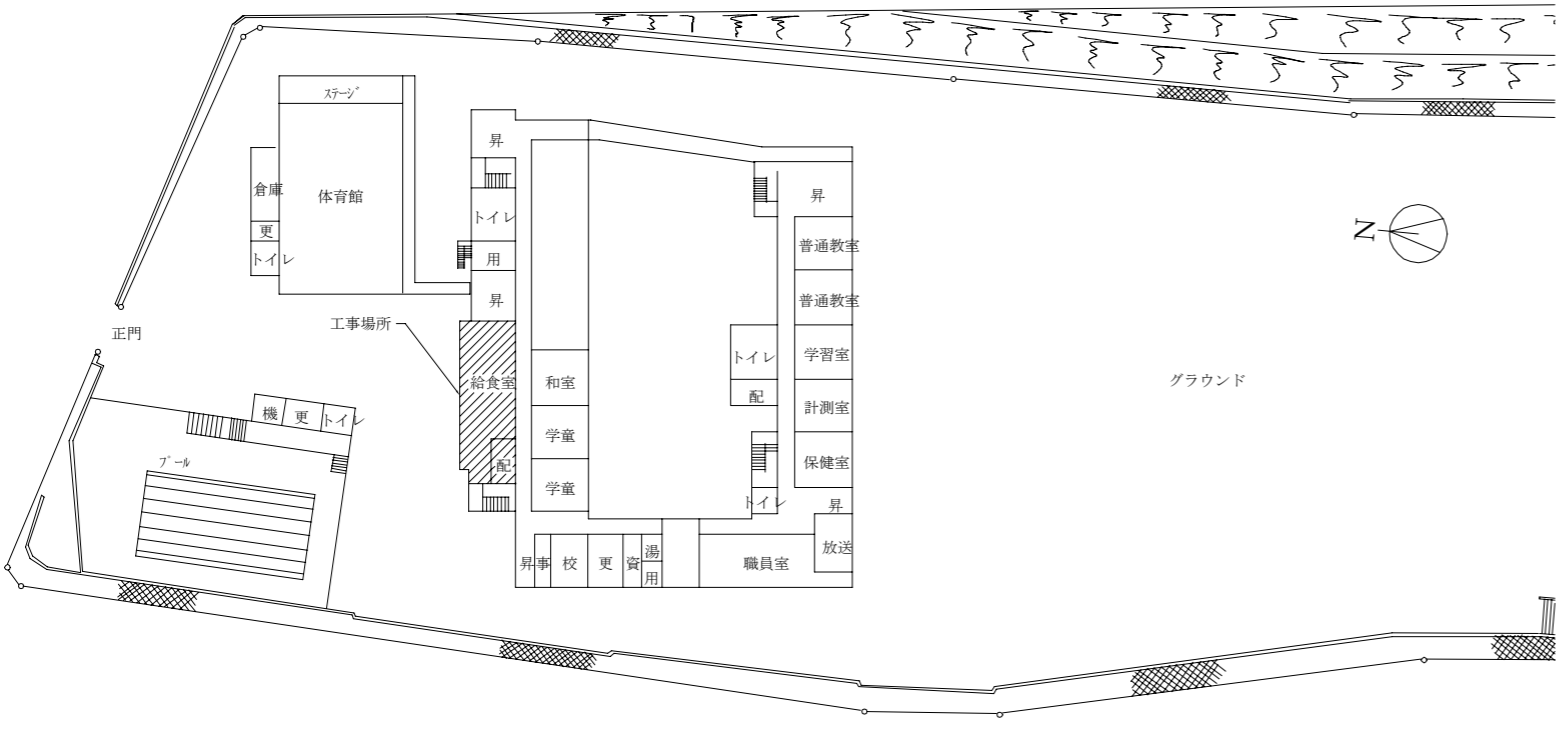 ステージ
昇
倉庫
体育館
昇
トイレ
更
普通教室
トイレ
用
N
昇
普通教室
正門
工事場所
トイレ
学習室
給食室
和室
グラウンド
配
計測室
機
更
トイレ
学童
プール
配
保健室
学童
トイレ
昇
昇
事
校
更
資
湯
用
職員室
放送